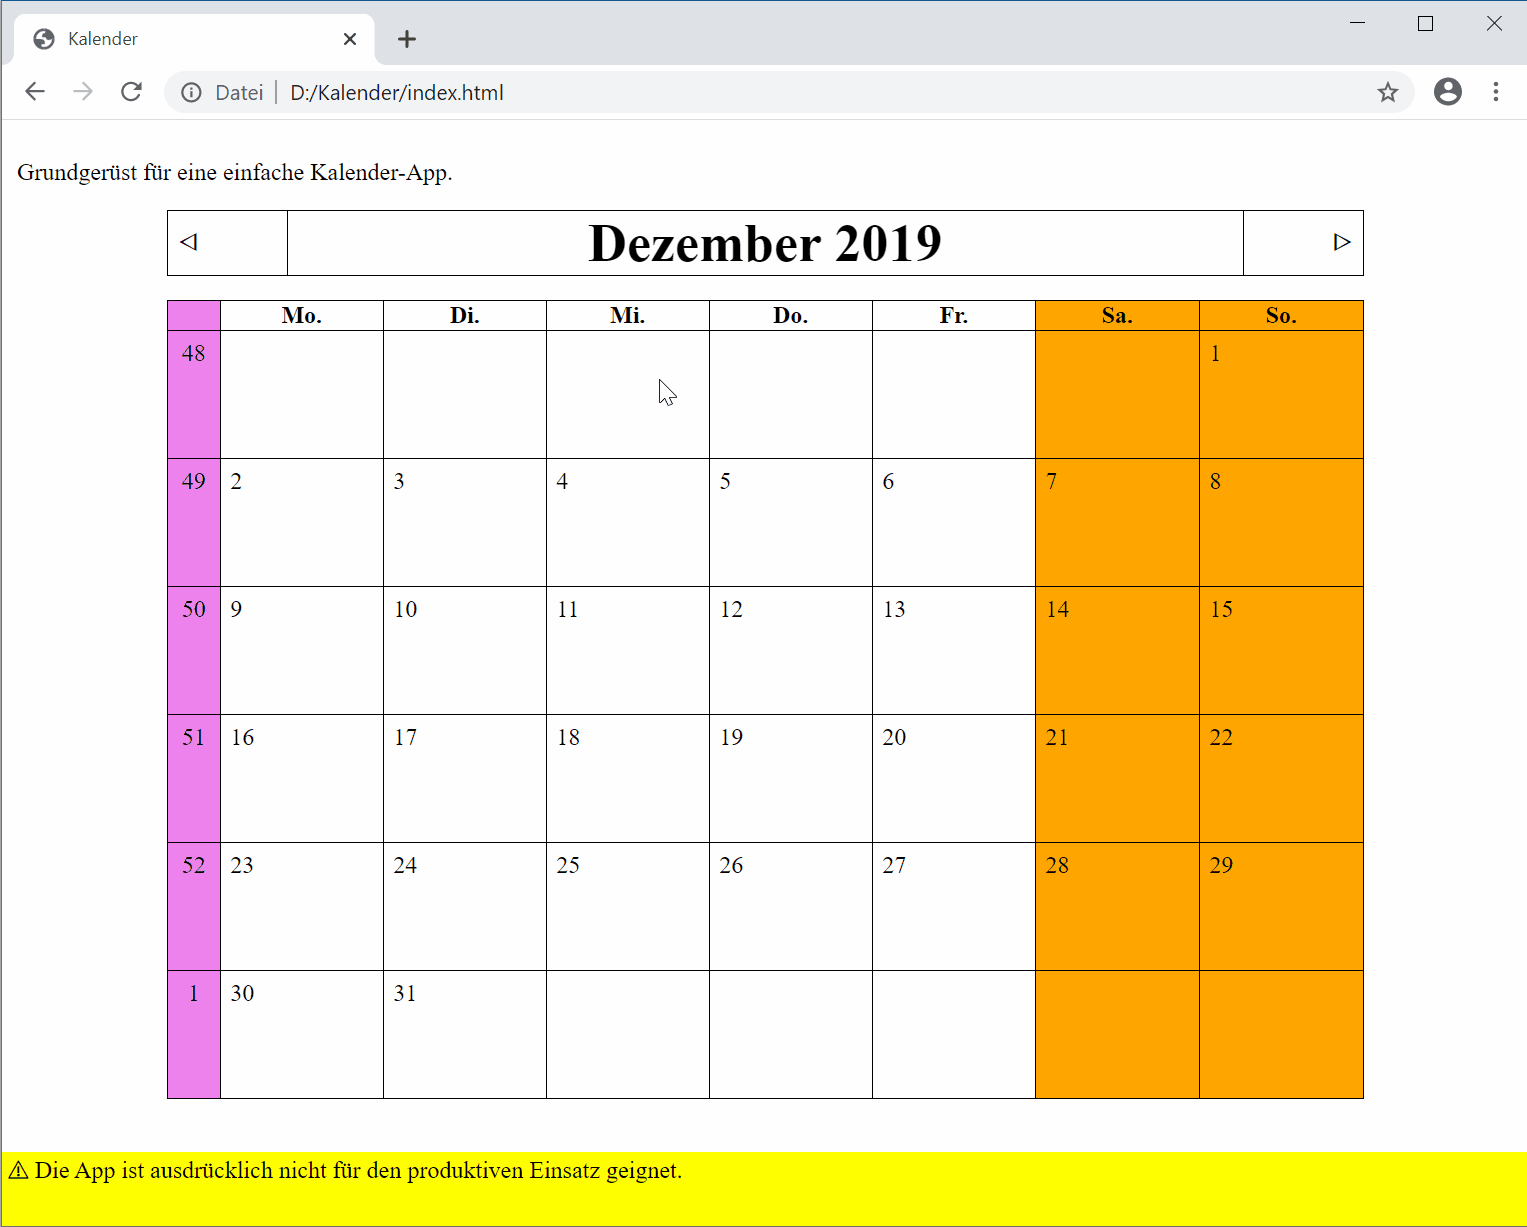 Kalender
Datei D:/Kalender/index.html
Grundgerüst für eine einfache Kalender-App.
Dezember 2019
Mo. Di. Mi. Do. Fr. Sa. So.
48 1
49 2 3 4 5 6 7 8
50 9 10 11 12 13 14 15
51 16 17 18 19 20 21 22
52 23 24 25 26 27 28 29
1 30 31
⚠ Die App ist ausdrücklich nicht für den produktiven Einsatz geignet.